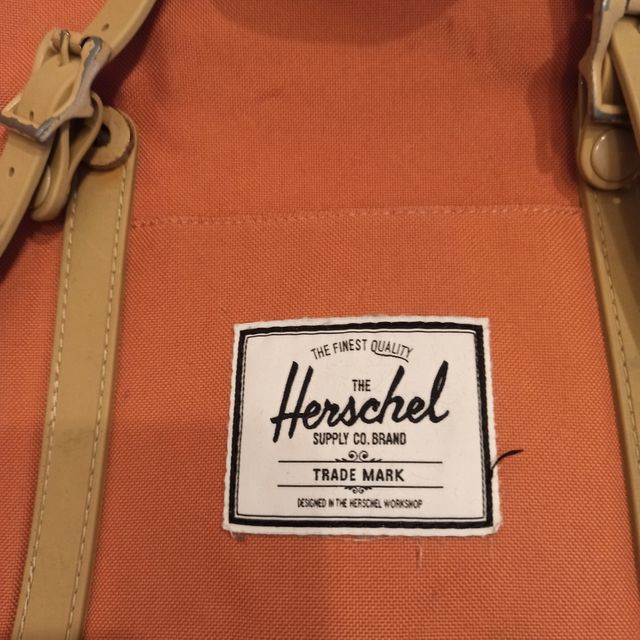 THE FINEST QUALITY
THE
Herschel
SUPPLY CO. BRAND
TRADE MARK
DESIGNED IN THE HERSCHEL WORKSHOP